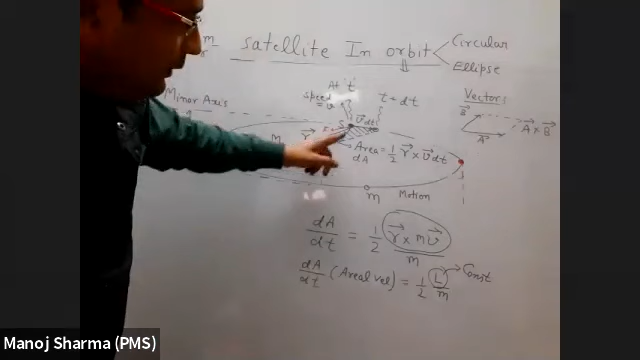 m satellite In orbit
Circular
Ellipse
Minor Axis
At 't'
speed
= v
t + dt
Vectors
B⃗
A⃗
A⃗ x B⃗
S
v⃗dt
m
r⃗
Area = 1/2 r⃗ x v⃗ dt
dA
m
Motion
dA/dt = 1/2 r⃗ x mv⃗/m
dA/dt (Areal vel) = 1/2 L/m
Const
Manoj Sharma (PMS)